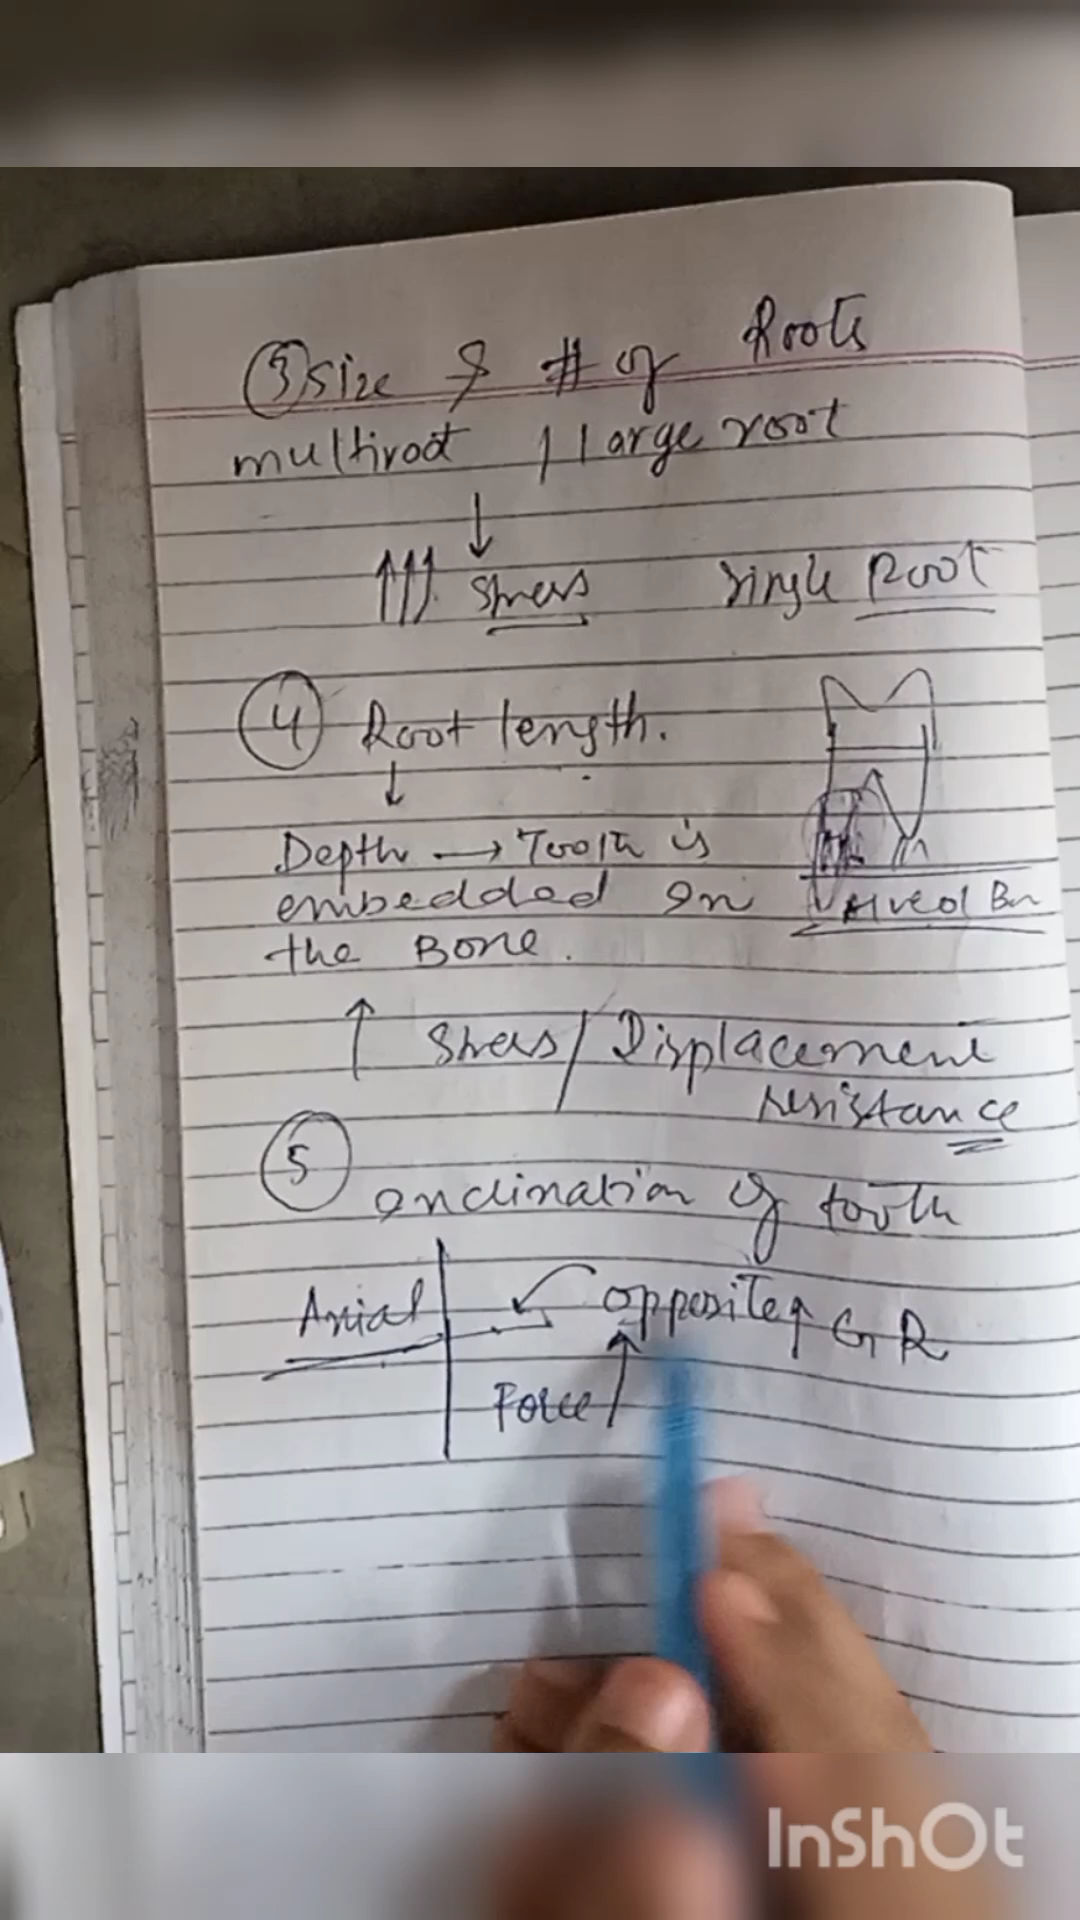 ③ size & # of Roots
multiroot / large root
↓
↑↑↑ stress single Root
④ Root length.
↓
Depth → Tooth is
embedded in
the Bone.
↑ Stress / Displacement
resistance
⑤ inclination of tooth
Axial opposite GR
Force ↑
InShOt